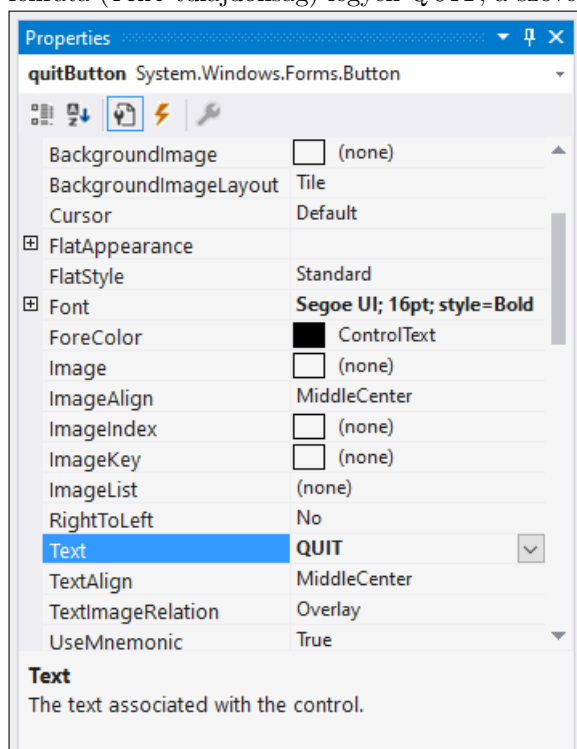 Properties
quitButton System.Windows.Forms.Button
BackgroundImage (none)
BackgroundImageLayout Tile
Cursor Default
FlatAppearance
FlatStyle Standard
Font Segoe UI; 16pt; style=Bold
ForeColor ControlText
Image (none)
ImageAlign MiddleCenter
ImageIndex (none)
ImageKey (none)
ImageList (none)
RightToLeft No
Text QUIT
TextAlign MiddleCenter
TextImageRelation Overlay
UseMnemonic True
Text
The text associated with the control.